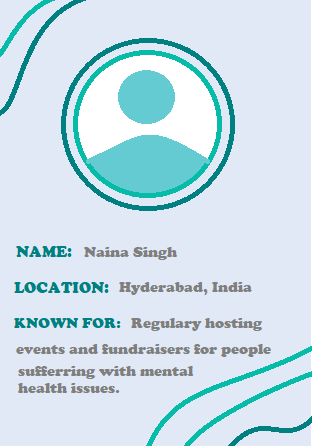 NAME: Naina Singh
LOCATION: Hyderabad, India
KNOWN FOR: Regulary hosting
events and fundraisers for people
sufferring with mental
health issues.